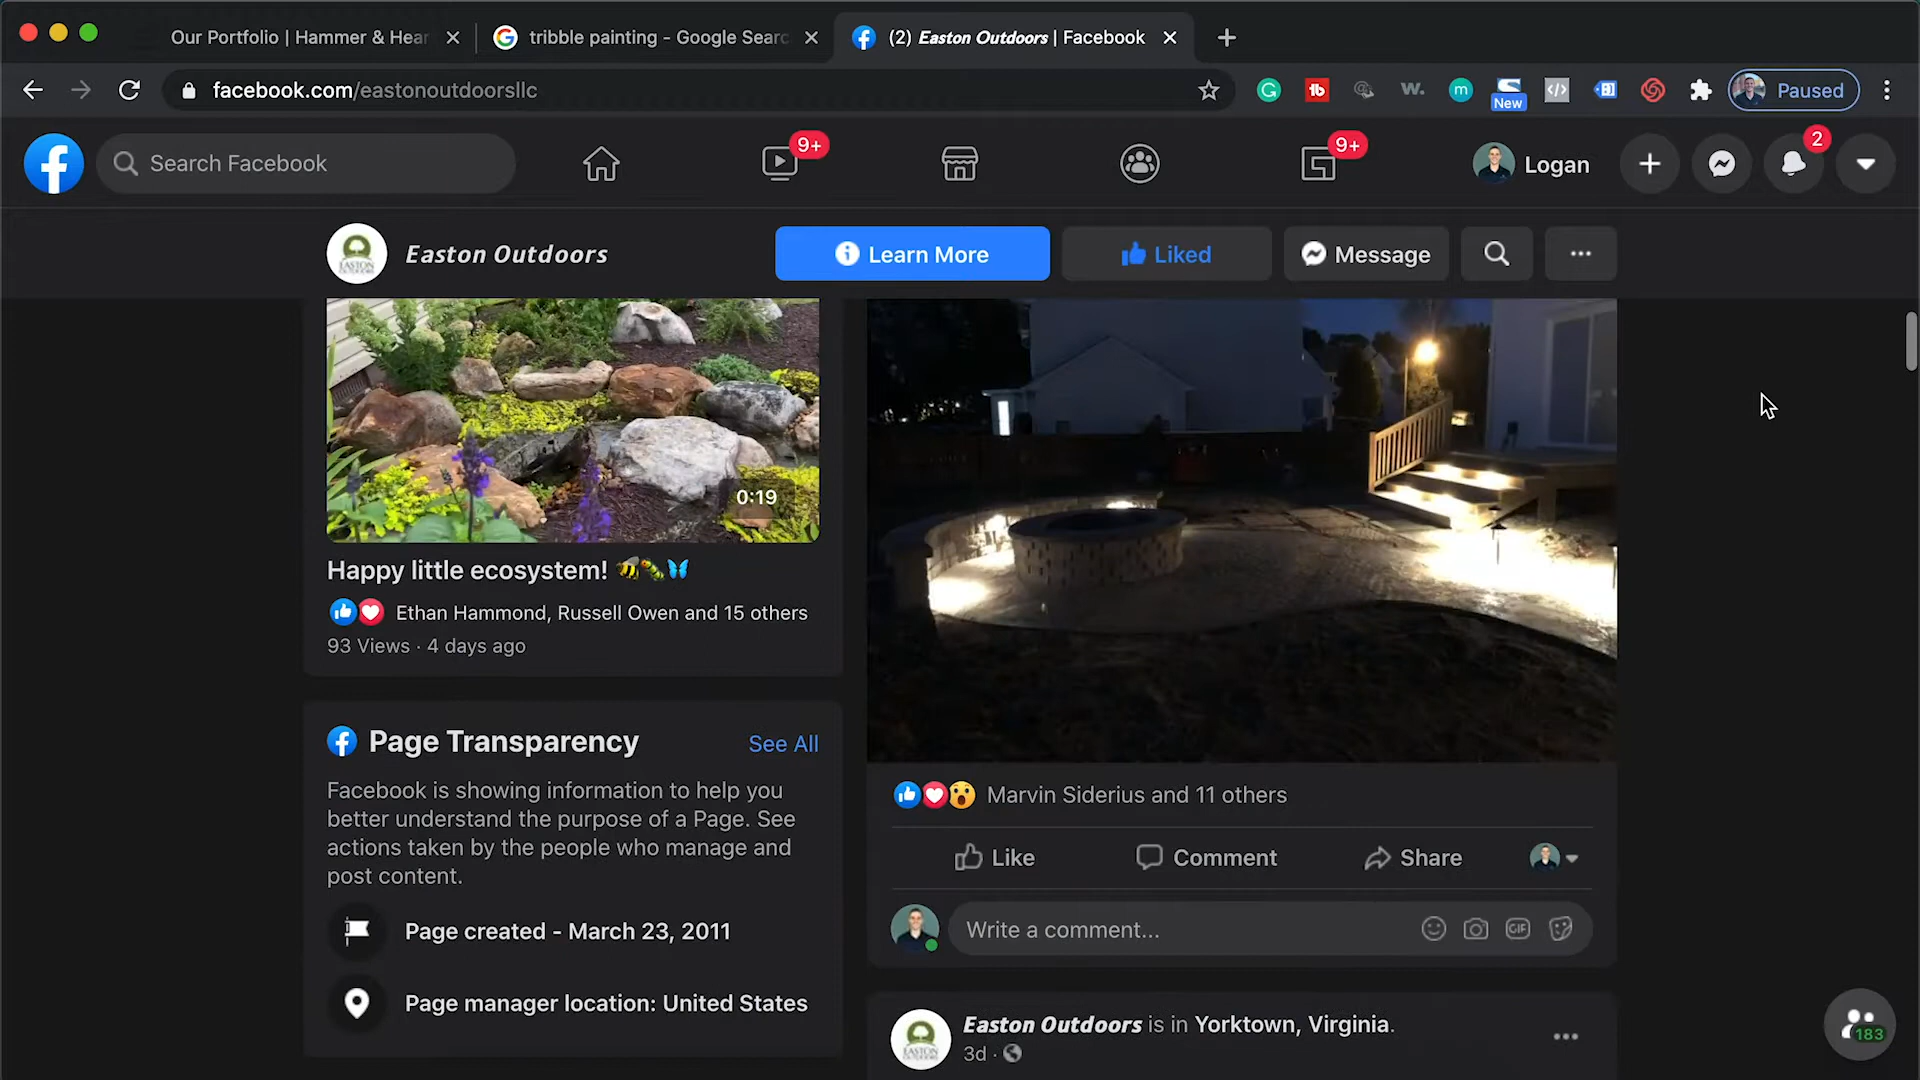 Our Portfolio | Hammer & Hear
tribble painting - Google Searc
(2) Easton Outdoors | Facebook
facebook.com/eastonoutdoorsllc
New
Paused
Search Facebook
9+
9+
Logan
2
Easton Outdoors
Learn More
Liked
Message
0:19
Happy little ecosystem! 🐝🐛🦋
Ethan Hammond, Russell Owen and 15 others
93 Views · 4 days ago
Page Transparency
See All
Facebook is showing information to help you
better understand the purpose of a Page. See
actions taken by the people who manage and
post content.
Page created - March 23, 2011
Page manager location: United States
Marvin Siderius and 11 others
Like
Comment
Share
Write a comment...
GIF
Easton Outdoors is in Yorktown, Virginia.
3d ·
183